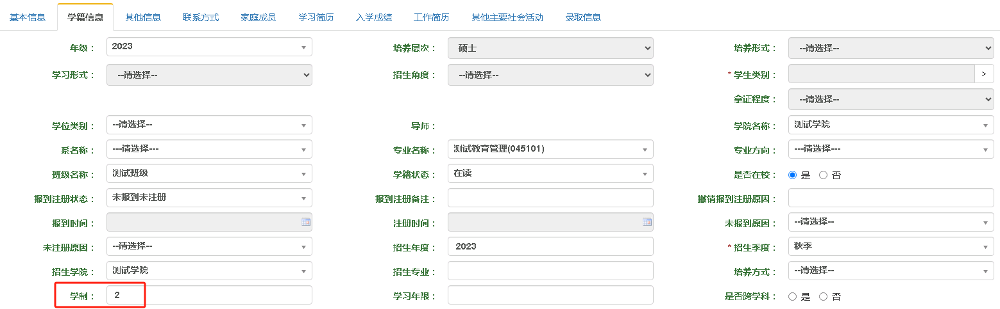 基本信息 学籍信息 其他信息 联系方式 家庭成员 学习简历 入学成绩 工作简历 其他主要社会活动 录取信息
年级： 2023 培养层次： 硕士 培养形式： --请选择--
学习形式： --请选择-- 招生角度： --请选择-- * 学生类别： >
拿证程度： --请选择--
学位类别： --请选择-- 导师： 学院名称： 测试学院
系名称： ---请选择--- 专业名称： 测试教育管理(045101) 专业方向： ---请选择---
班级名称： 测试班级 学籍状态： 在读 是否在校： 是 否
报到注册状态： 未报到未注册 报到注册备注： 撤销报到注册原因：
报到时间： 注册时间： 未报到原因： --请选择--
未注册原因： --请选择-- 招生年度： 2023 * 招生季度： 秋季
招生学院： 测试学院 招生专业： 培养方式： --请选择--
学制： 2 学习年限： 是否跨学科： 是 否